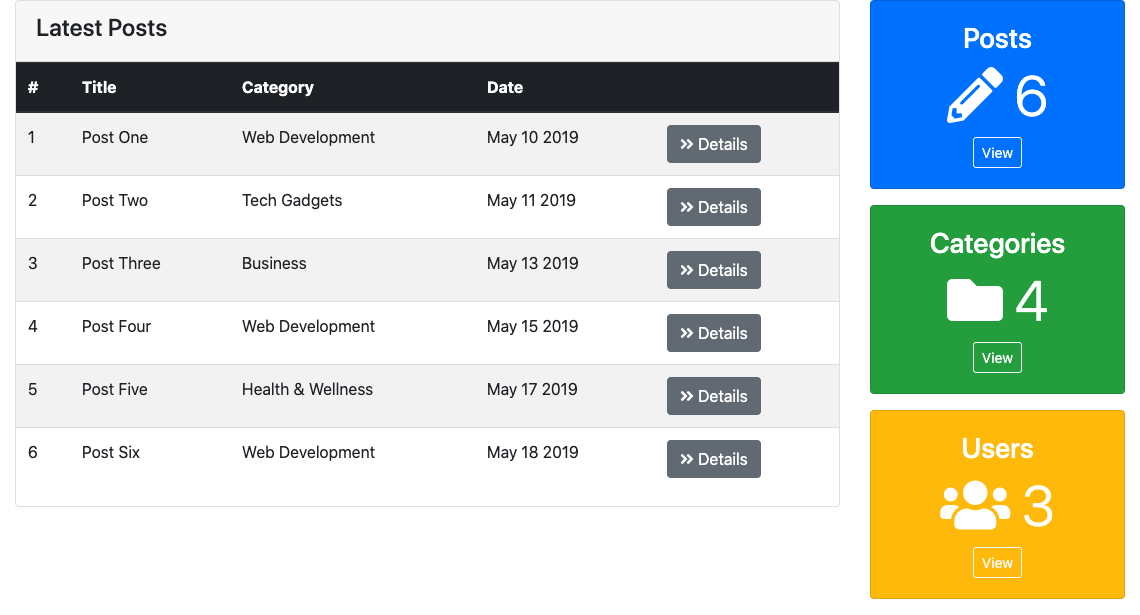 Latest Posts
# Title Category Date
1 Post One Web Development May 10 2019 Details
2 Post Two Tech Gadgets May 11 2019 Details
3 Post Three Business May 13 2019 Details
4 Post Four Web Development May 15 2019 Details
5 Post Five Health & Wellness May 17 2019 Details
6 Post Six Web Development May 18 2019 Details
Posts
6
View
Categories
4
View
Users
3
View